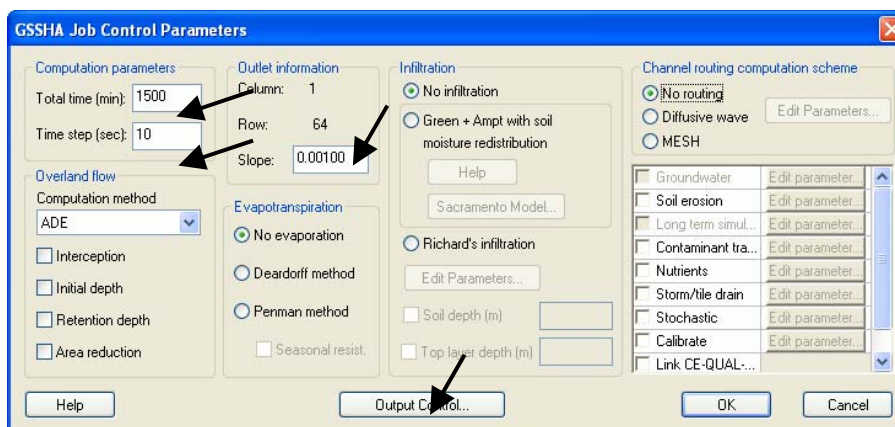 GSSHA Job Control Parameters
Computation parameters
Total time (min): 1500
Time step (sec): 10
Overland flow
Computation method
ADE
Interception
Initial depth
Retention depth
Area reduction
Outlet information
Column: 1
Row: 64
Slope: 0.00100
Evapotranspiration
No evaporation
Deardorff method
Penman method
Seasonal resist.
Infiltration
No infiltration
Green + Ampt with soil
moisture redistribution
Help
Sacramento Model...
Richard's infiltration
Edit Parameters...
Soil depth (m)
Top layer depth (m)
Channel routing computation scheme
No routing
Diffusive wave
MESH
Edit Parameters...
Groundwater Edit parameter...
Soil erosion Edit parameter...
Long term simul... Edit parameter...
Contaminant tra... Edit parameter...
Nutrients Edit parameter...
Storm/tile drain Edit parameter...
Stochastic Edit parameter...
Calibrate Edit parameter...
Link CE-QUAL-...
Help
Output Control...
OK
Cancel